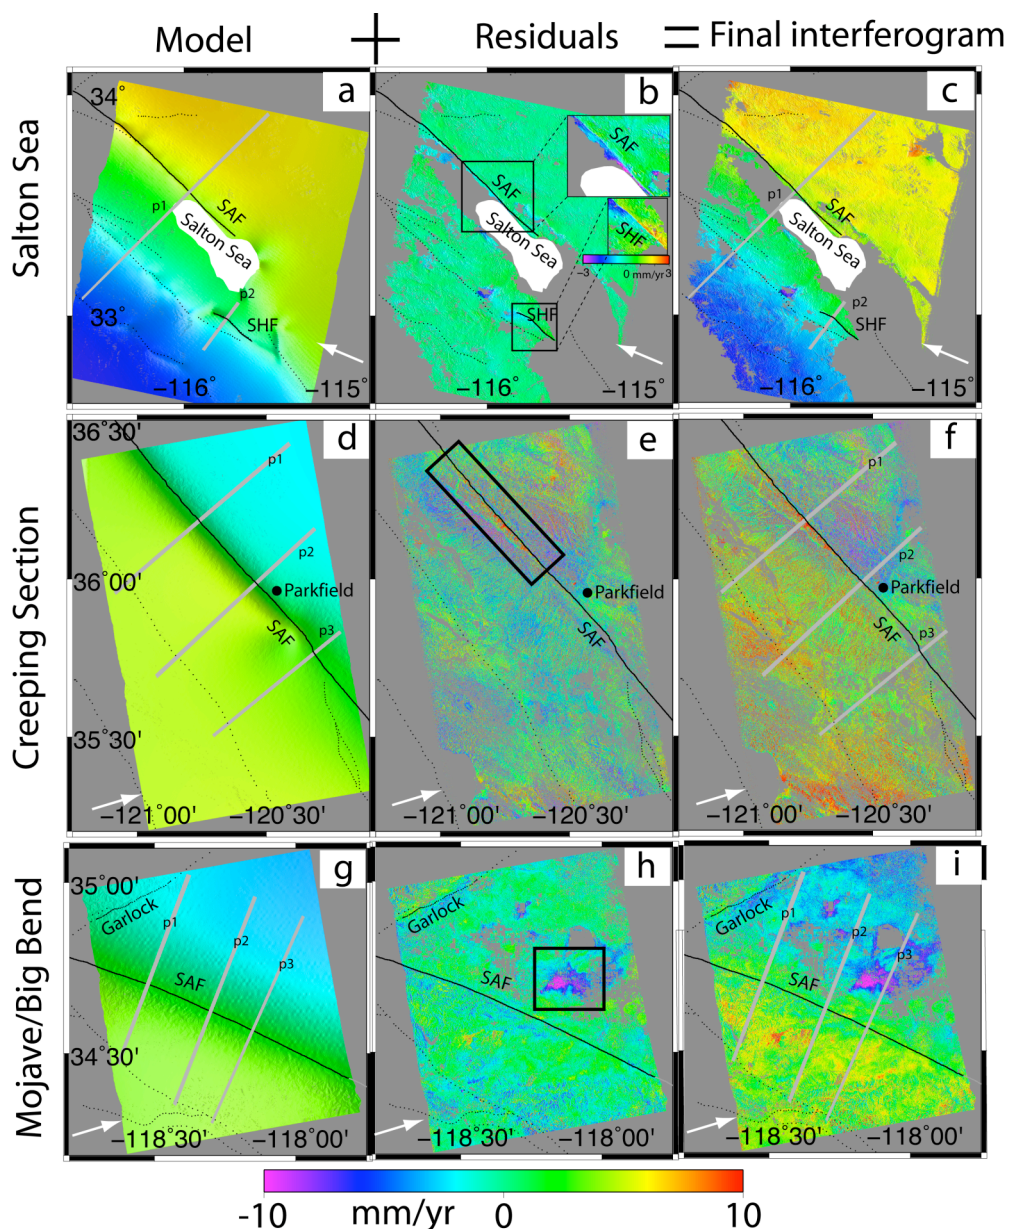 Model + Residuals = Final interferogram
Salton Sea
a
34°
p1
SAF
Salton Sea
p2
33°
SHF
−116°
−115°
b
SAF
SAF
Salton Sea
SHF
−3 0 mm/yr 3
SHF
−116°
c
p1
SAF
Salton Sea
p2
SHF
−116°
−115°
Creeping Section
36°30'
d
p1
p2
36°00'
Parkfield
p3
SAF
35°30'
−121°00'
−120°30'
e
Parkfield
SAF
−121°00'
−120°30'
f
p1
p2
Parkfield
SAF
p3
−121°00'
−120°30'
Mojave/Big Bend
35°00'
g
Garlock
p1
p2
p3
SAF
34°30'
−118°30'
−118°00'
h
Garlock
SAF
−118°30'
−118°00'
i
Garlock
p1
p2
p3
SAF
−118°30'
−118°00'
-10 mm/yr 0 10